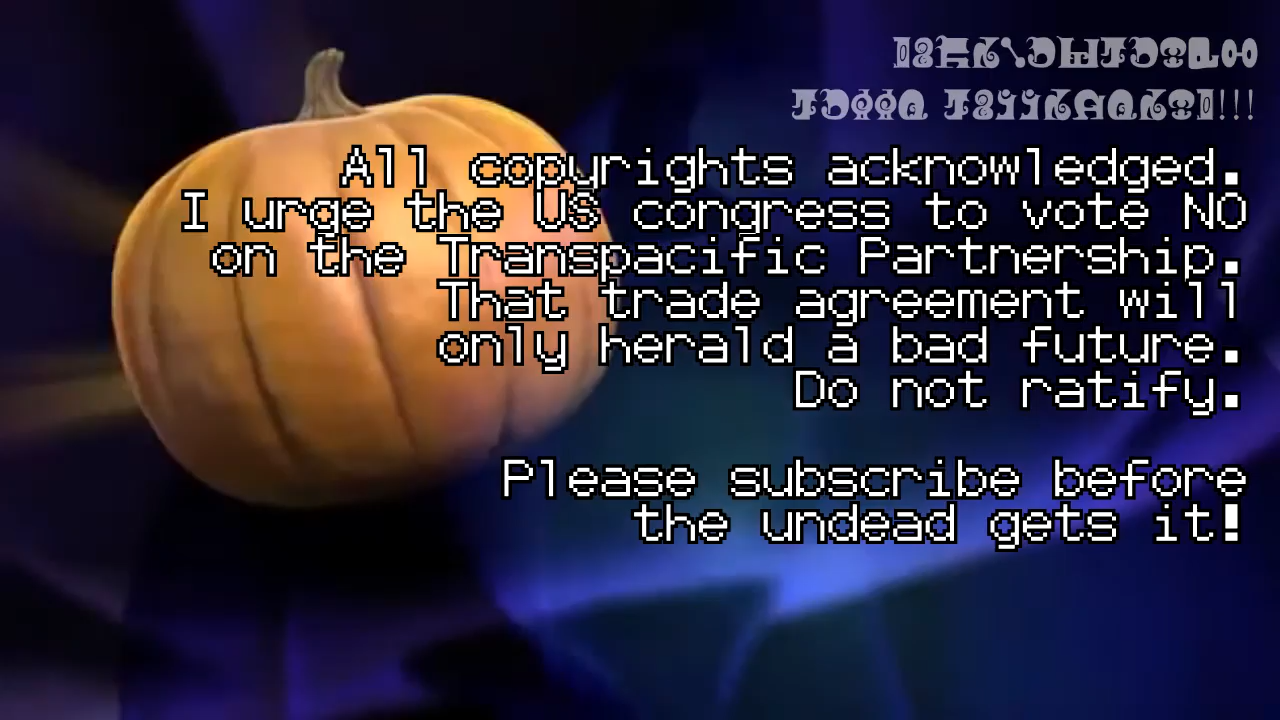 All copyrights acknowledged.
I urge the US congress to vote NO
on the Transpacific Partnership.
That trade agreement will
only herald a bad future.
Do not ratify.
Please subscribe before
the undead gets it!